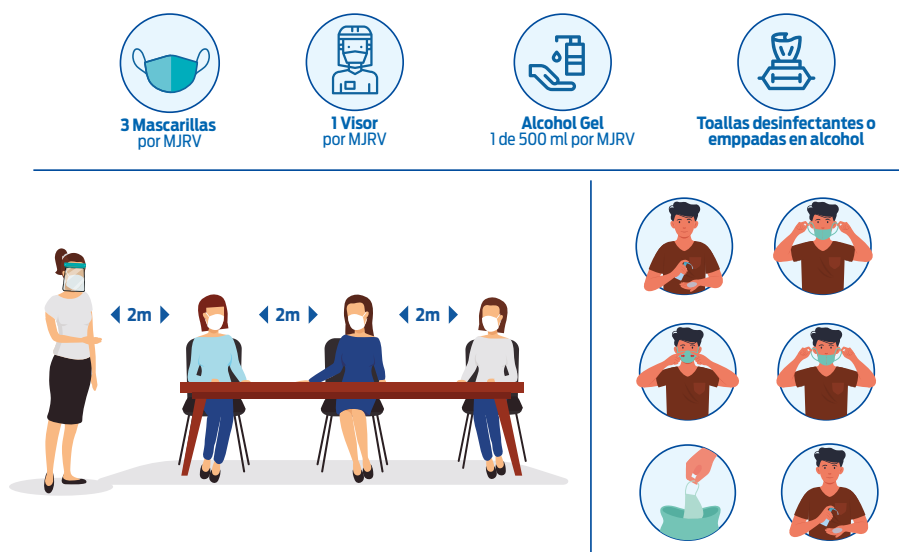 3 Mascarillas
por MJRV
1 Visor
por MJRV
Alcohol Gel
1 de 500 ml por MJRV
Toallas desinfectantes o
emppadas en alcohol
2m
2m
2m